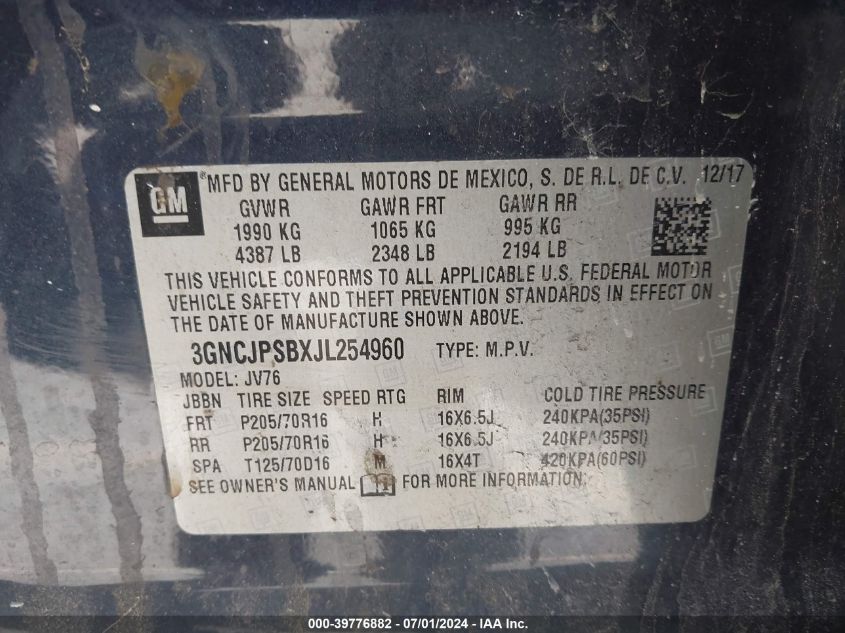 GM ® MFD BY GENERAL MOTORS DE MEXICO, S. DE R.L. DE C.V. 12/17
GVWR GAWR FRT GAWR RR
1990 KG 1065 KG 995 KG
4387 LB 2348 LB 2194 LB
THIS VEHICLE CONFORMS TO ALL APPLICABLE U.S. FEDERAL MOTOR
VEHICLE SAFETY AND THEFT PREVENTION STANDARDS IN EFFECT ON
THE DATE OF MANUFACTURE SHOWN ABOVE.
3GNCJPSBXJL254960 TYPE: M.P.V.
MODEL: JV76
JBBN TIRE SIZE SPEED RTG RIM COLD TIRE PRESSURE
FRT P205/70R16 H 16X6.5J 240KPA(35PSI)
RR P205/70R16 H 16X6.5J 240KPA(35PSI)
SPA T125/70D16 M 16X4T 420KPA(60PSI)
SEE OWNER'S MANUAL FOR MORE INFORMATION.
000-39776882 - 07/01/2024 - IAA Inc.